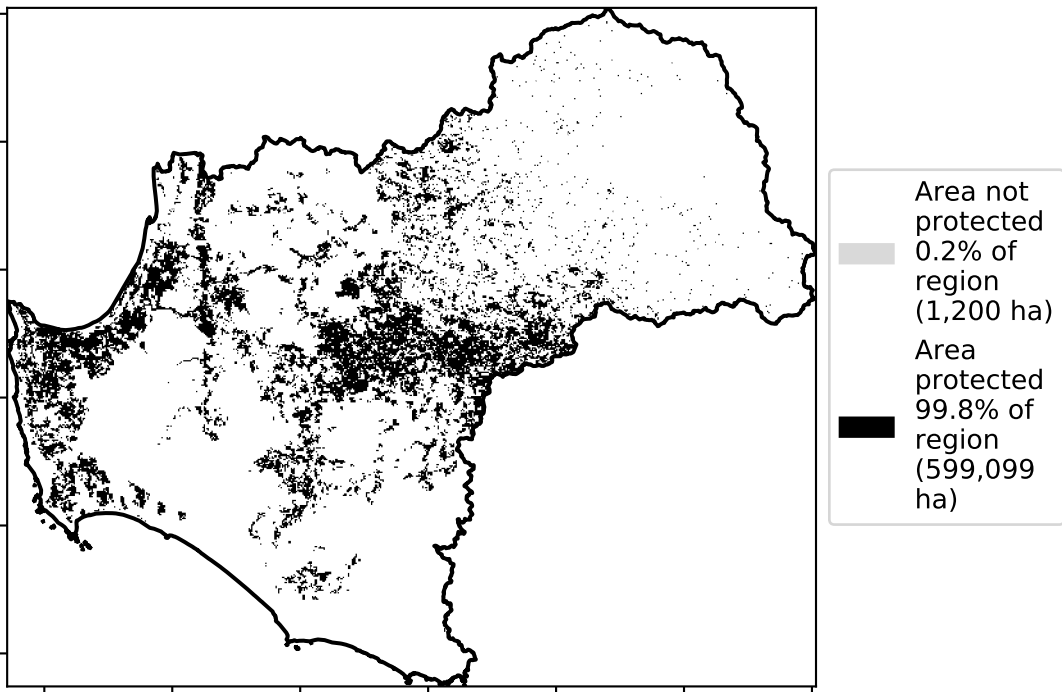 Area not
protected
0.2% of
region
(1,200 ha)
Area
protected
99.8% of
region
(599,099
ha)